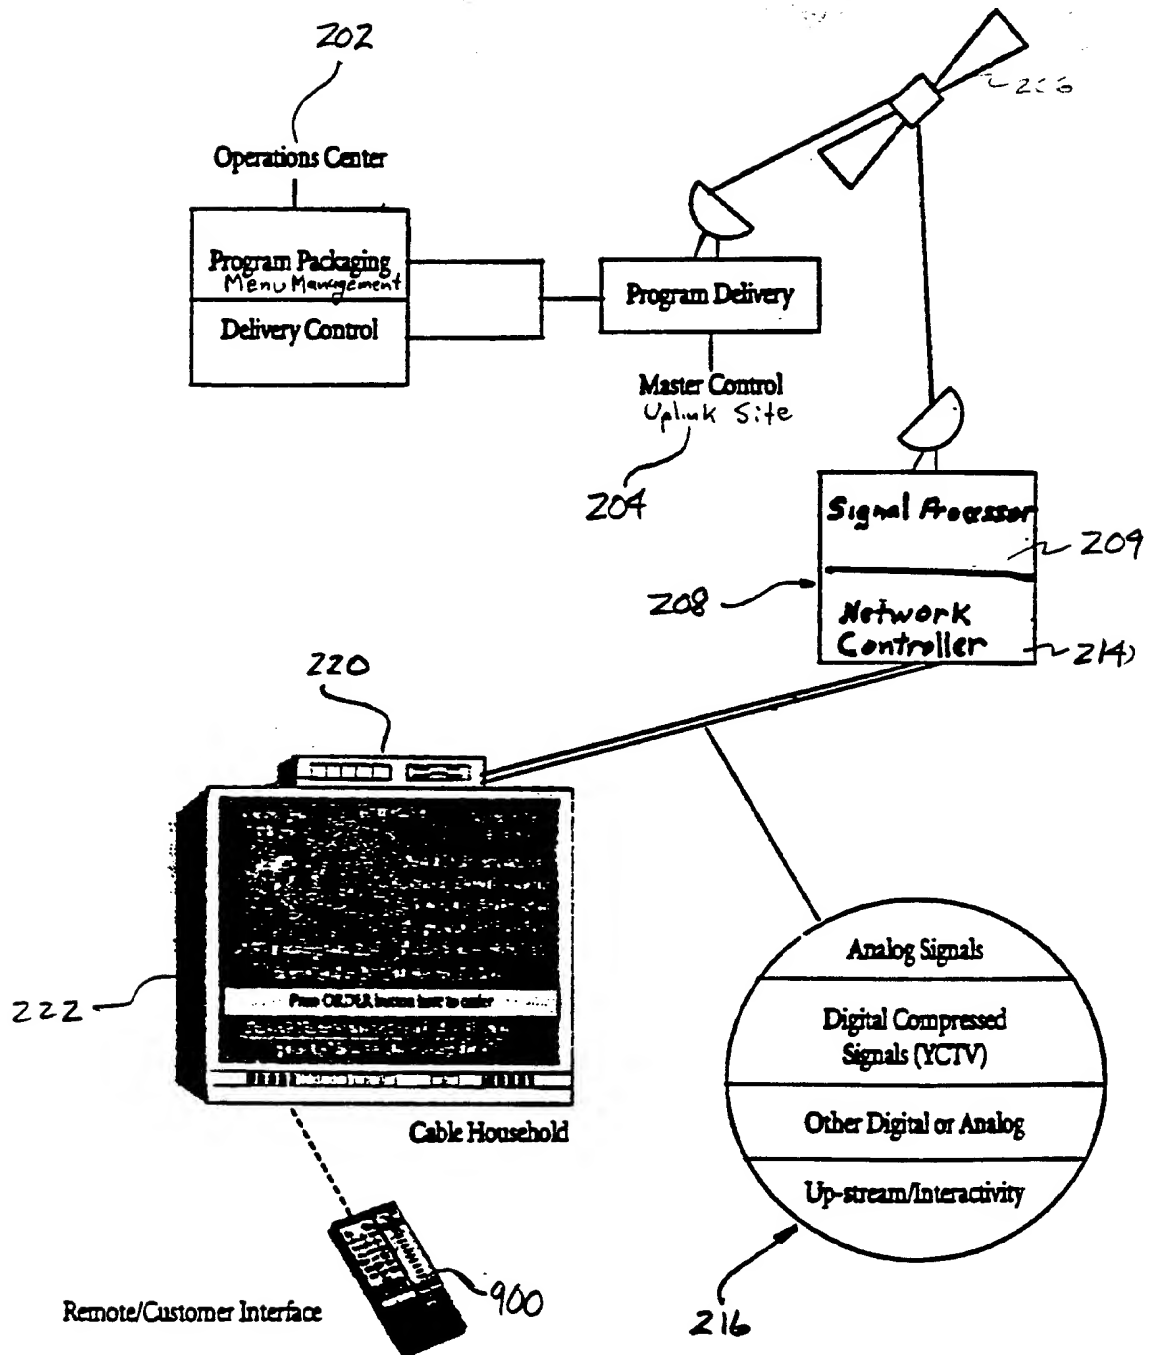 202
Operations Center
Program Packaging
Menu Management
Delivery Control
Program Delivery
Master Control
Uplink Site
204
Signal Processor
209
208
Network
Controller
214
220
222
Press ORDER button now to order
Cable Household
Analog Signals
Digital Compressed
Signals (YCTV)
Other Digital or Analog
Up-stream/Interactivity
216
900
Remote/Customer Interface